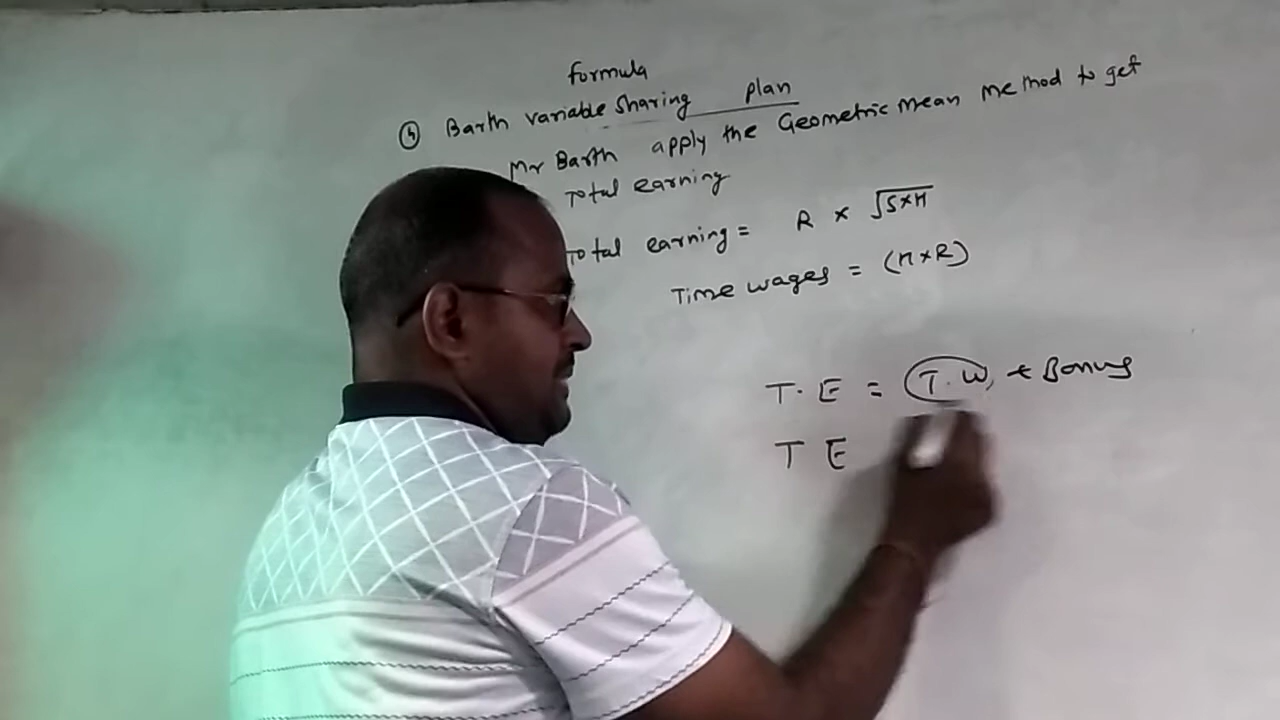 formula
(h) Barth variable sharing plan
Mr Barth apply the Geometric mean method to get
Total earning
Total earning = R × √S×H
Time wages = (H×R)
T.E = T.W, + Bonus
T E